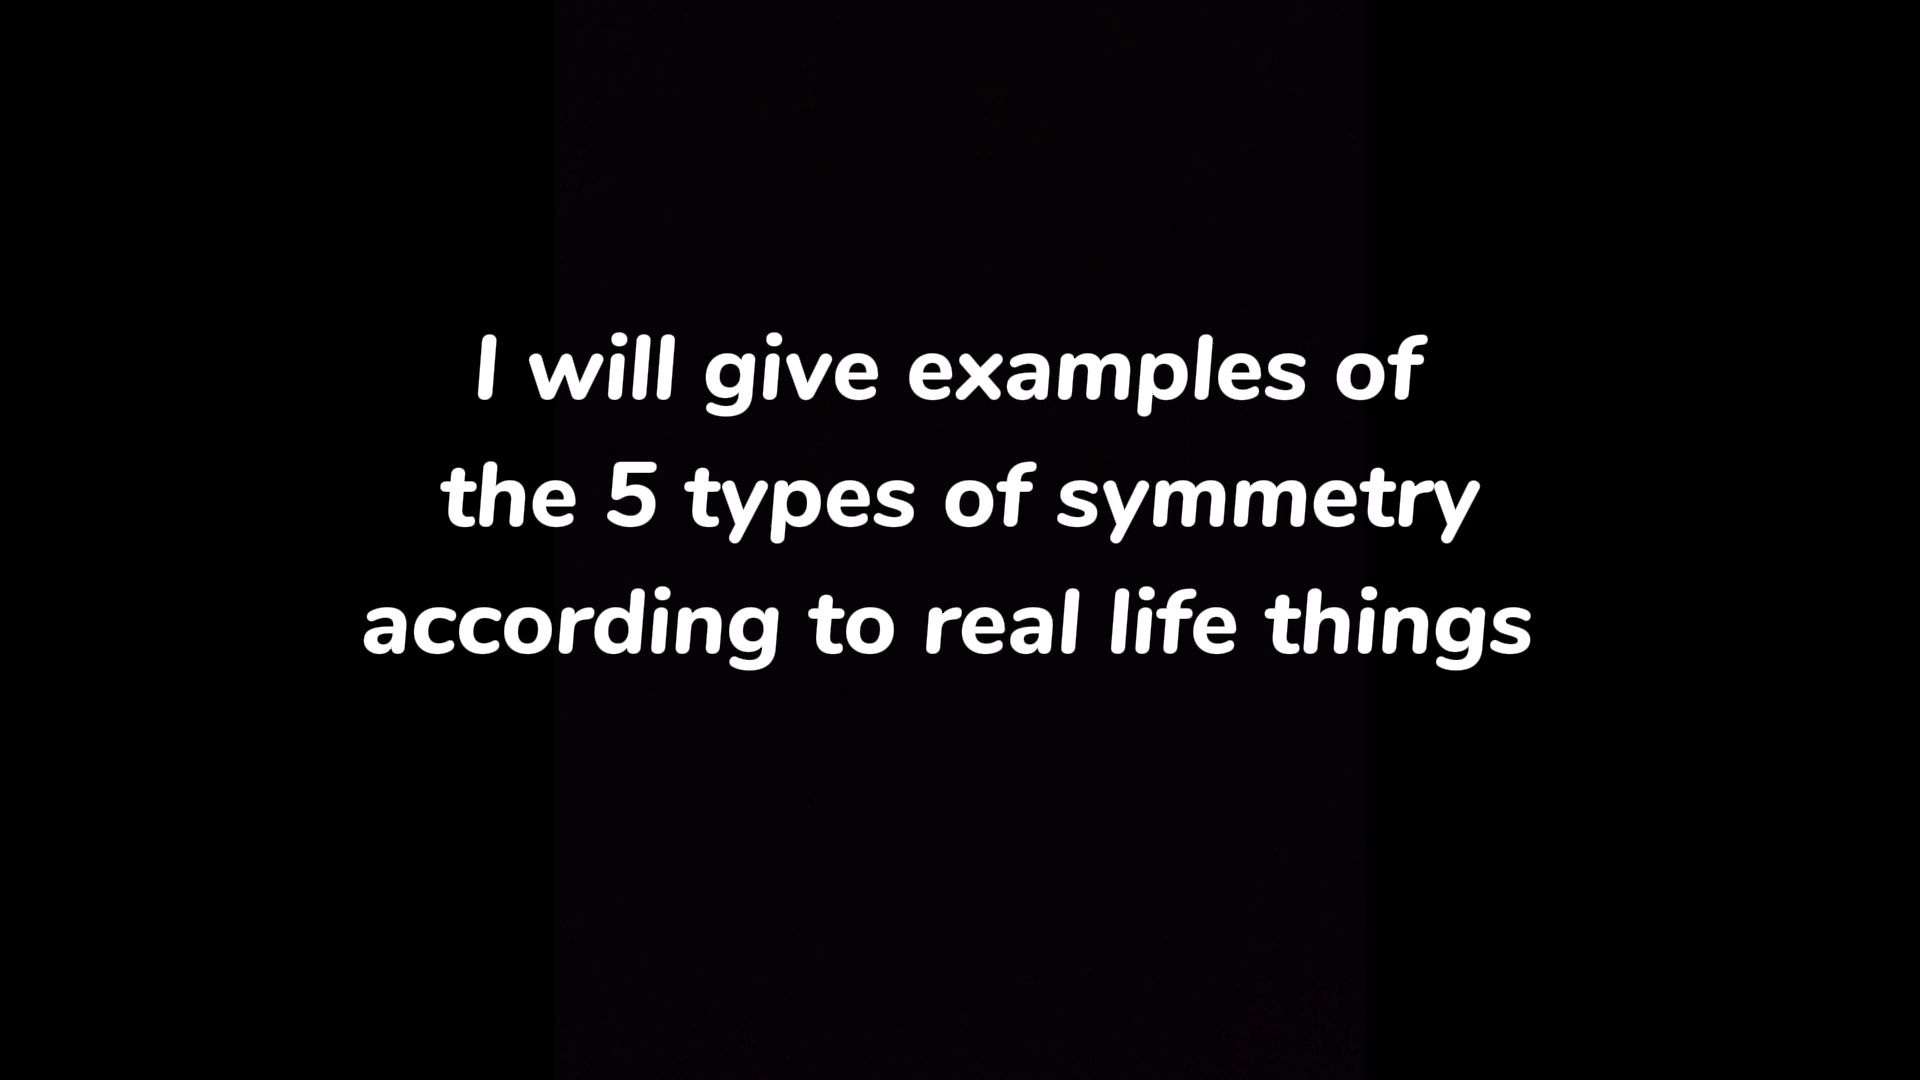 I will give examples of
the 5 types of symmetry
according to real life things